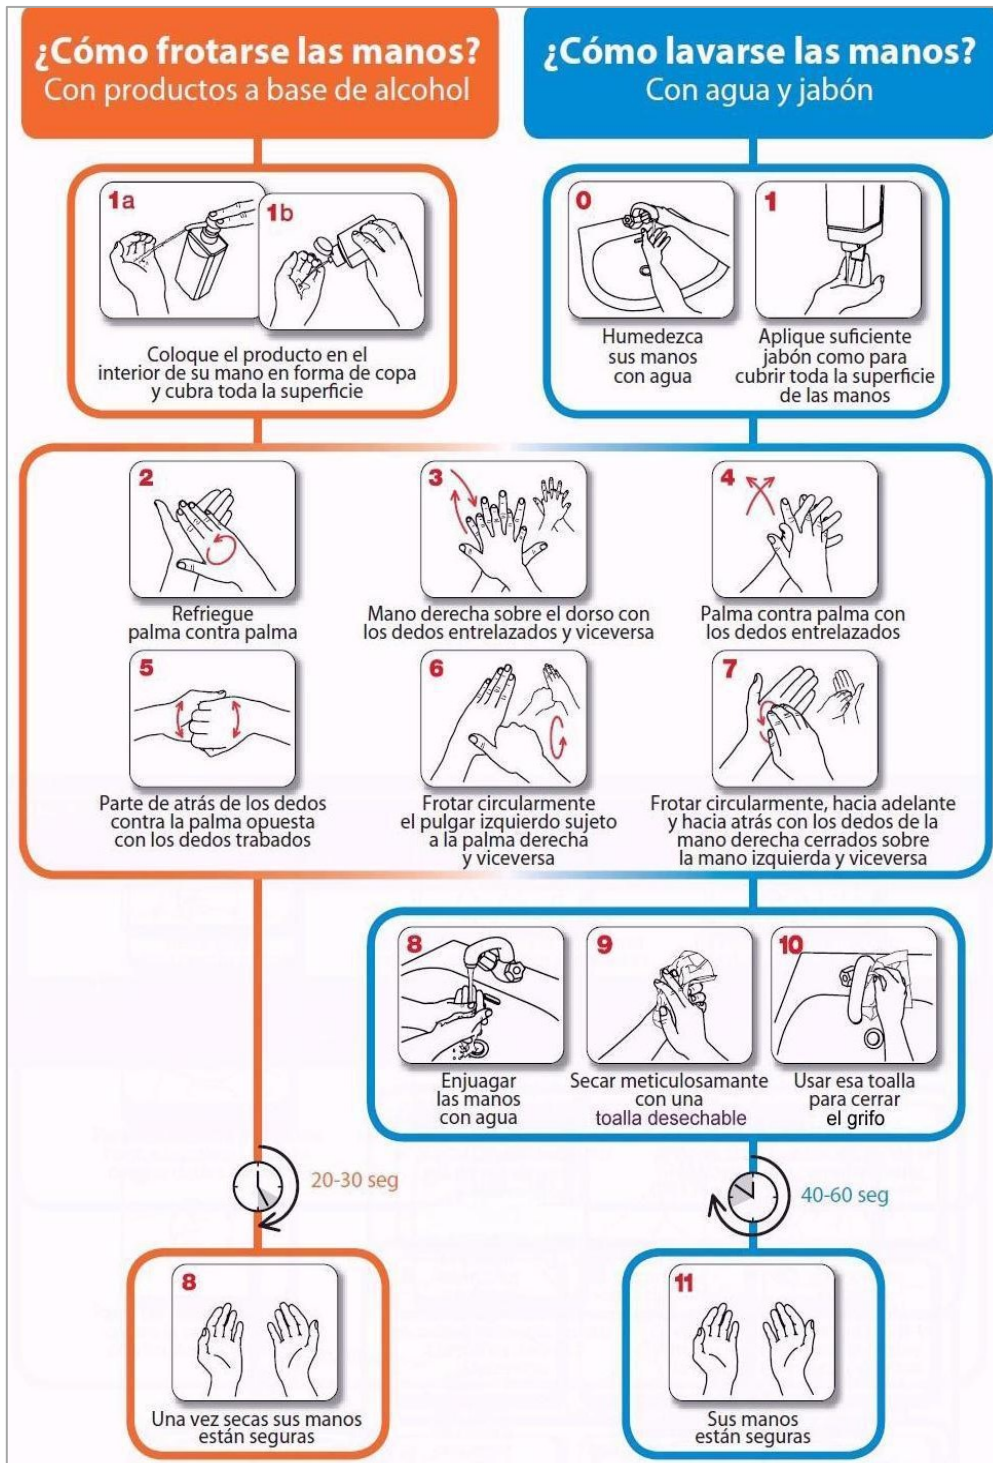 ¿Cómo frotarse las manos?
Con productos a base de alcohol
¿Cómo lavarse las manos?
Con agua y jabón
1a
1b
Coloque el producto en el
interior de su mano en forma de copa
y cubra toda la superficie
0
Humedezca
sus manos
con agua
1
Aplique suficiente
jabón como para
cubrir toda la superficie
de las manos
2
Refriegue
palma contra palma
3
Mano derecha sobre el dorso con
los dedos entrelazados y viceversa
4
Palma contra palma con
los dedos entrelazados
5
Parte de atrás de los dedos
contra la palma opuesta
con los dedos trabados
6
Frotar circularmente
el pulgar izquierdo sujeto
a la palma derecha
y viceversa
7
Frotar circularmente, hacia adelante
y hacia atrás con los dedos de la
mano derecha cerrados sobre
la mano izquierda y viceversa
8
Enjuagar
las manos
con agua
9
Secar meticulosamante
con una
toalla desechable
10
Usar esa toalla
para cerrar
el grifo
20-30 seg
40-60 seg
8
Una vez secas sus manos
están seguras
11
Sus manos
están seguras